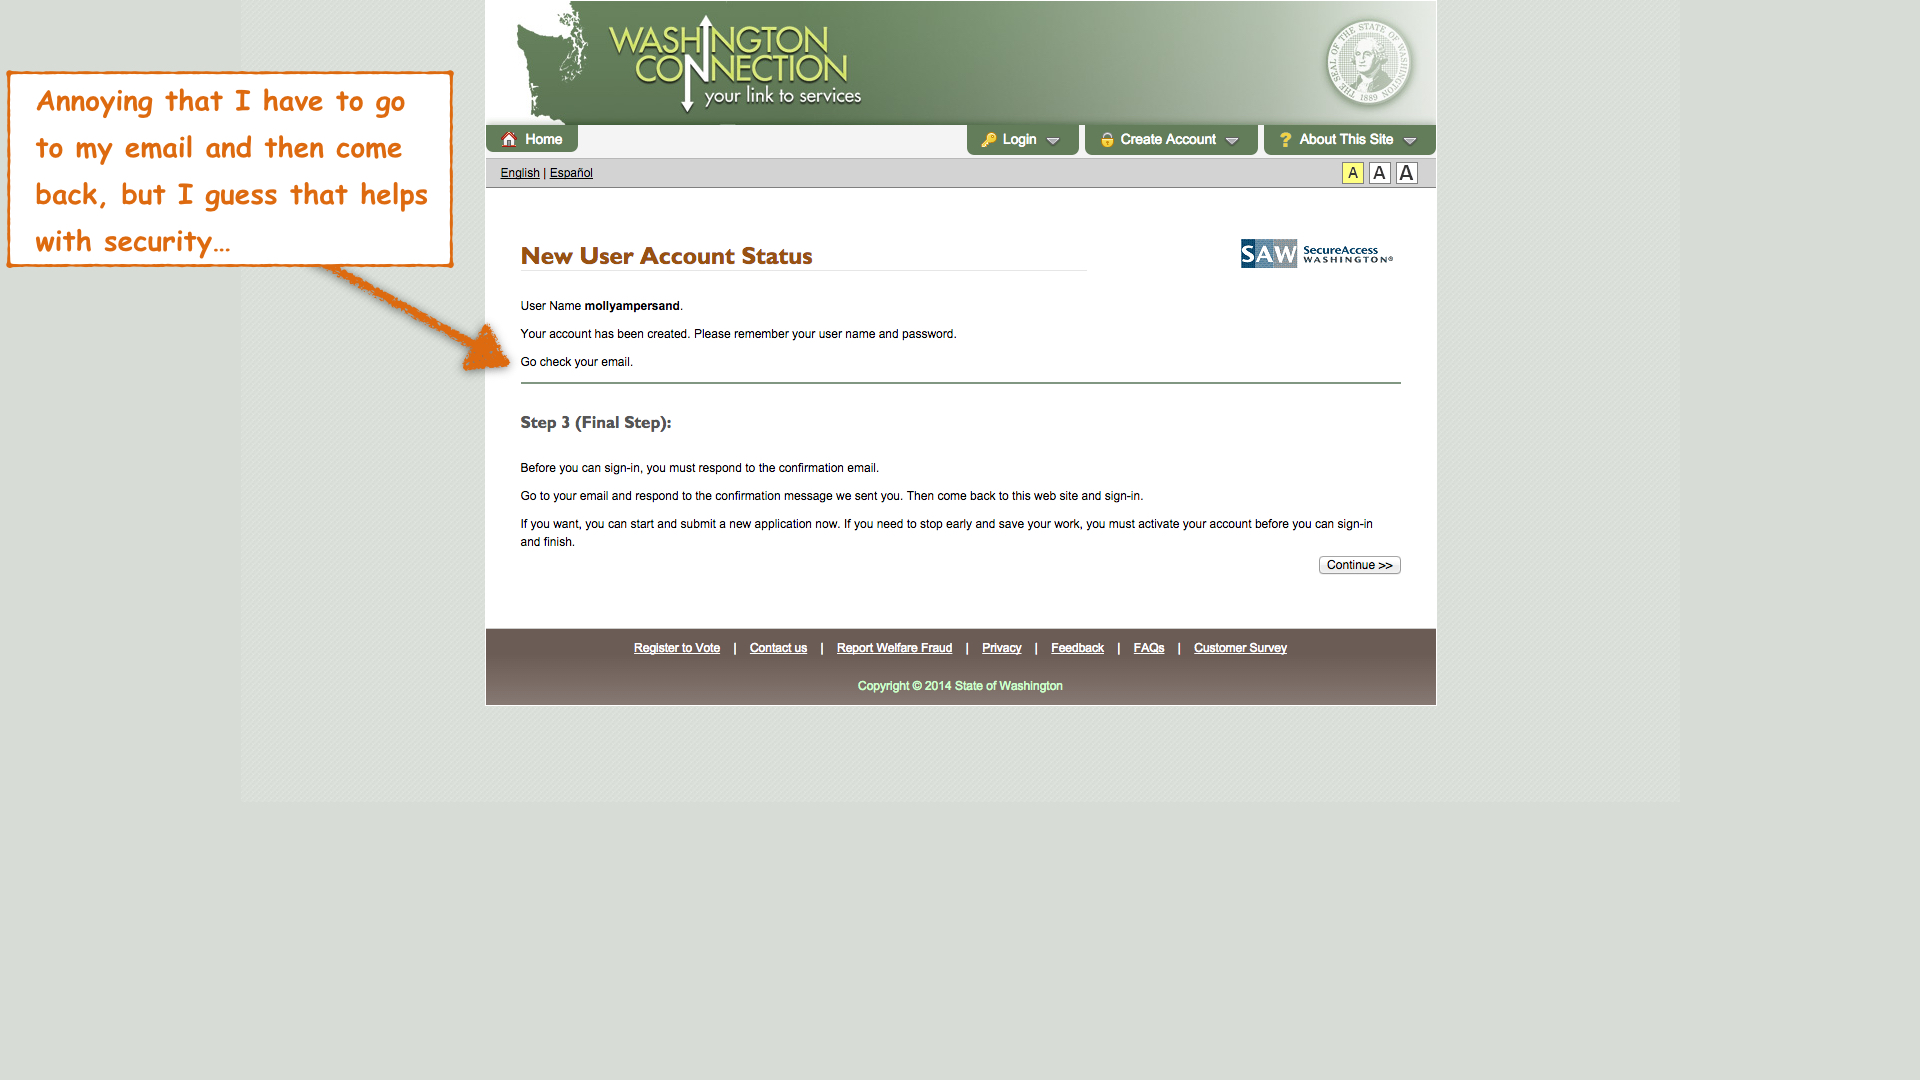 WASHINGTON
CONNECTION
your link to services
THE SEAL OF THE STATE OF WASHINGTON 1889
Annoying that I have to go
to my email and then come
back, but I guess that helps
with security...
Home
Login
Create Account
? About This Site
English | Español
A A A
New User Account Status
SAW SecureAccess
WASHINGTON®
User Name mollyampersand.
Your account has been created. Please remember your user name and password.
Go check your email.
Step 3 (Final Step):
Before you can sign-in, you must respond to the confirmation email.
Go to your email and respond to the confirmation message we sent you. Then come back to this web site and sign-in.
If you want, you can start and submit a new application now. If you need to stop early and save your work, you must activate your account before you can sign-in
and finish.
Continue >>
Register to Vote | Contact us | Report Welfare Fraud | Privacy | Feedback | FAQs | Customer Survey
Copyright © 2014 State of Washington